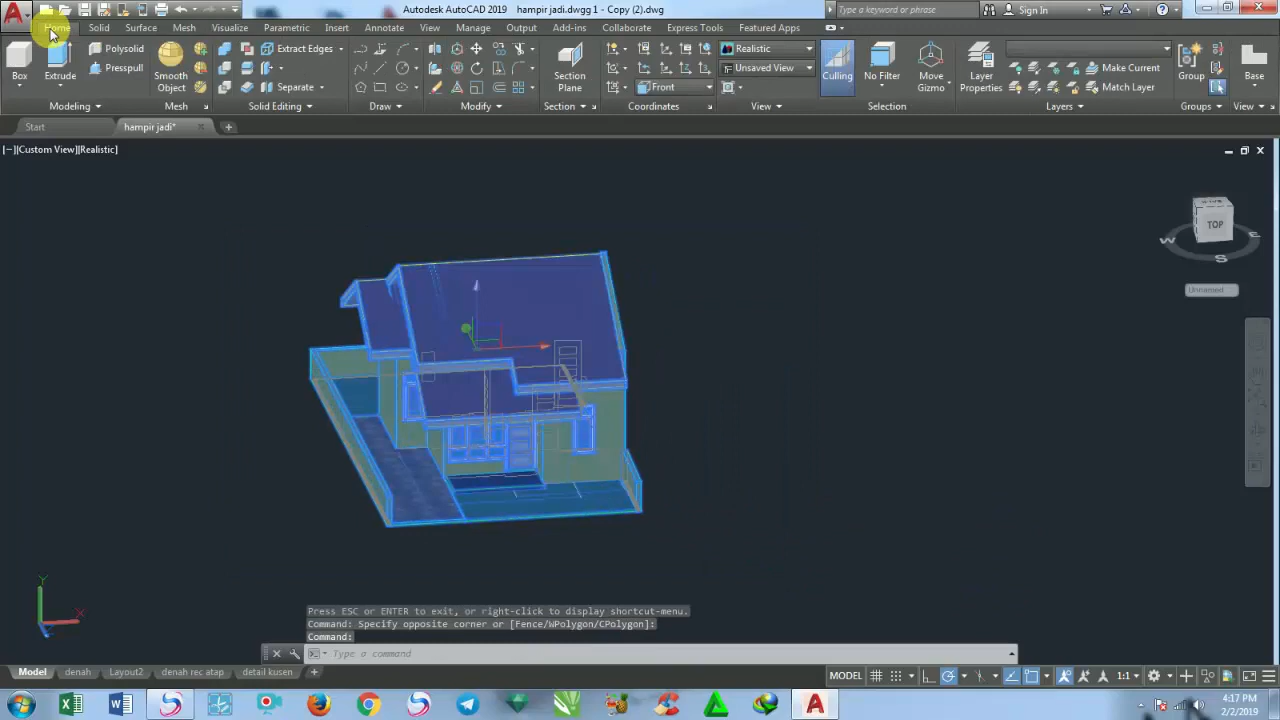 Autodesk AutoCAD 2019   hampir jadi.dwgg 1 - Copy (2).dwg
Type a keyword or phrase
Sign In
Home Solid Surface Mesh Visualize Parametric Insert Annotate View Manage Output Add-ins Collaborate Express Tools Featured Apps
Polysolid
Presspull
Box
Extrude
Smooth Object
Extrude Edges
Separate
Section Plane
Front
Realistic
Unsaved View
Culling
No Filter
Move Gizmo
Layer Properties
Make Current
Match Layer
Group
Base
Modeling Mesh Solid Editing Draw Modify Section Coordinates View Selection Layers Groups View
Start hampir jadi*
[−][Custom View][Realistic]
TOP
W
E
S
Unnamed...
Y
X
Press ESC or ENTER to exit, or right-click to display shortcut-menu.
Command: Specify opposite corner or [Fence/WPolygon/CPolygon]:
Command:
Type a command
Model denah Layout2 denah rec atap detail kusen
MODEL
1:1
4:17 PM
2/2/2019